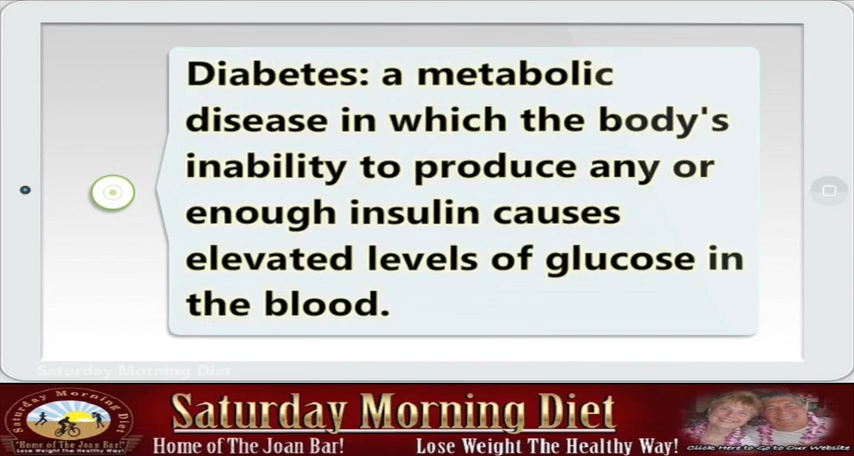 Diabetes: a metabolic
disease in which the body's
inability to produce any or
enough insulin causes
elevated levels of glucose in
the blood.
Saturday Morning Diet
Saturday Morning Diet
"Home of The Joan Bar!"
Lose Weight The Healthy Way!
Saturday Morning Diet
Home of The Joan Bar!
Lose Weight The Healthy Way!
Click Here to Go to Our Website